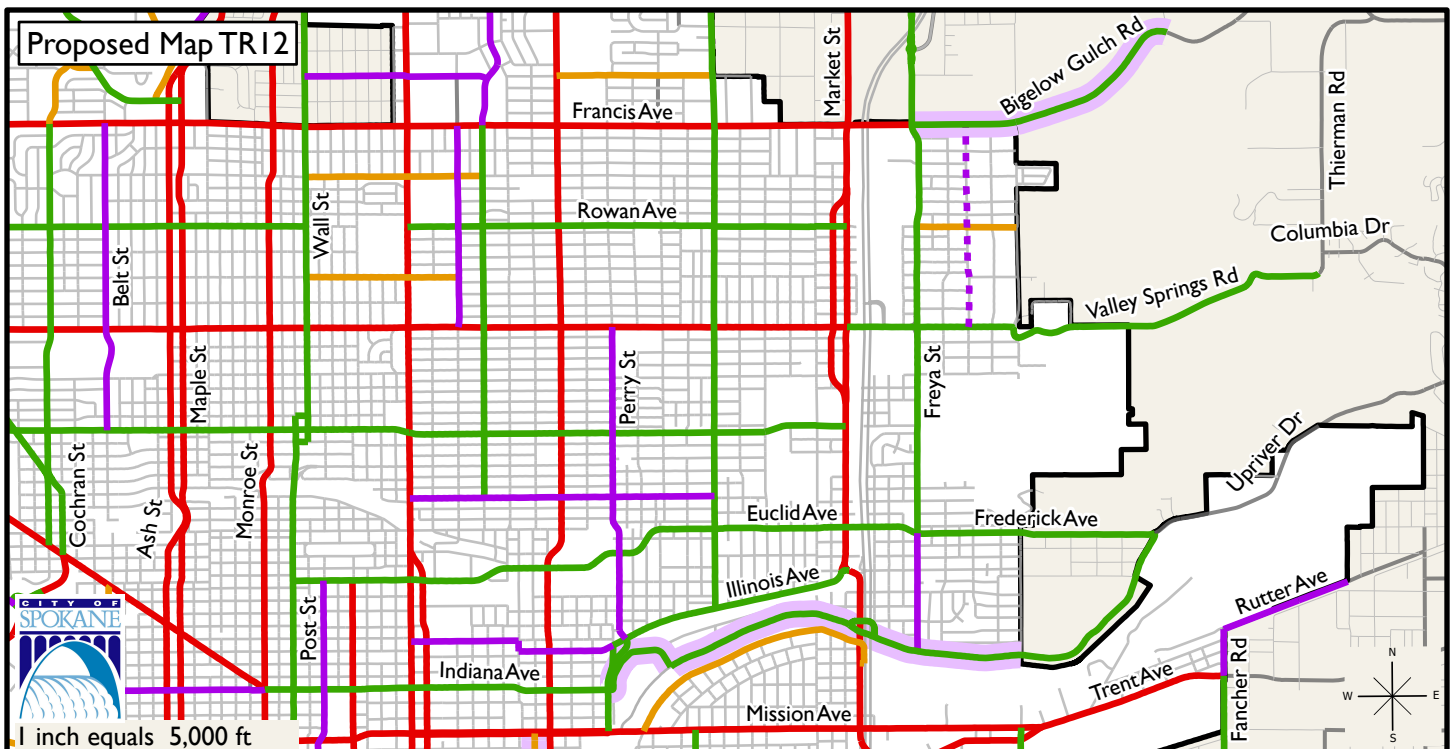 Proposed Map TR12
Market St
Bigelow Gulch Rd
Francis Ave
Thierman Rd
Wall St
Rowan Ave
Columbia Dr
Belt St
Valley Springs Rd
Maple St
Perry St
Freya St
Cochran St
Ash St
Monroe St
Upriver Dr
Euclid Ave
Frederick Ave
Illinois Ave
Rutter Ave
CITY OF
SPOKANE
Post St
Indiana Ave
Trent Ave
Fancher Rd
N
W
E
S
Mission Ave
1 inch equals 5,000 ft